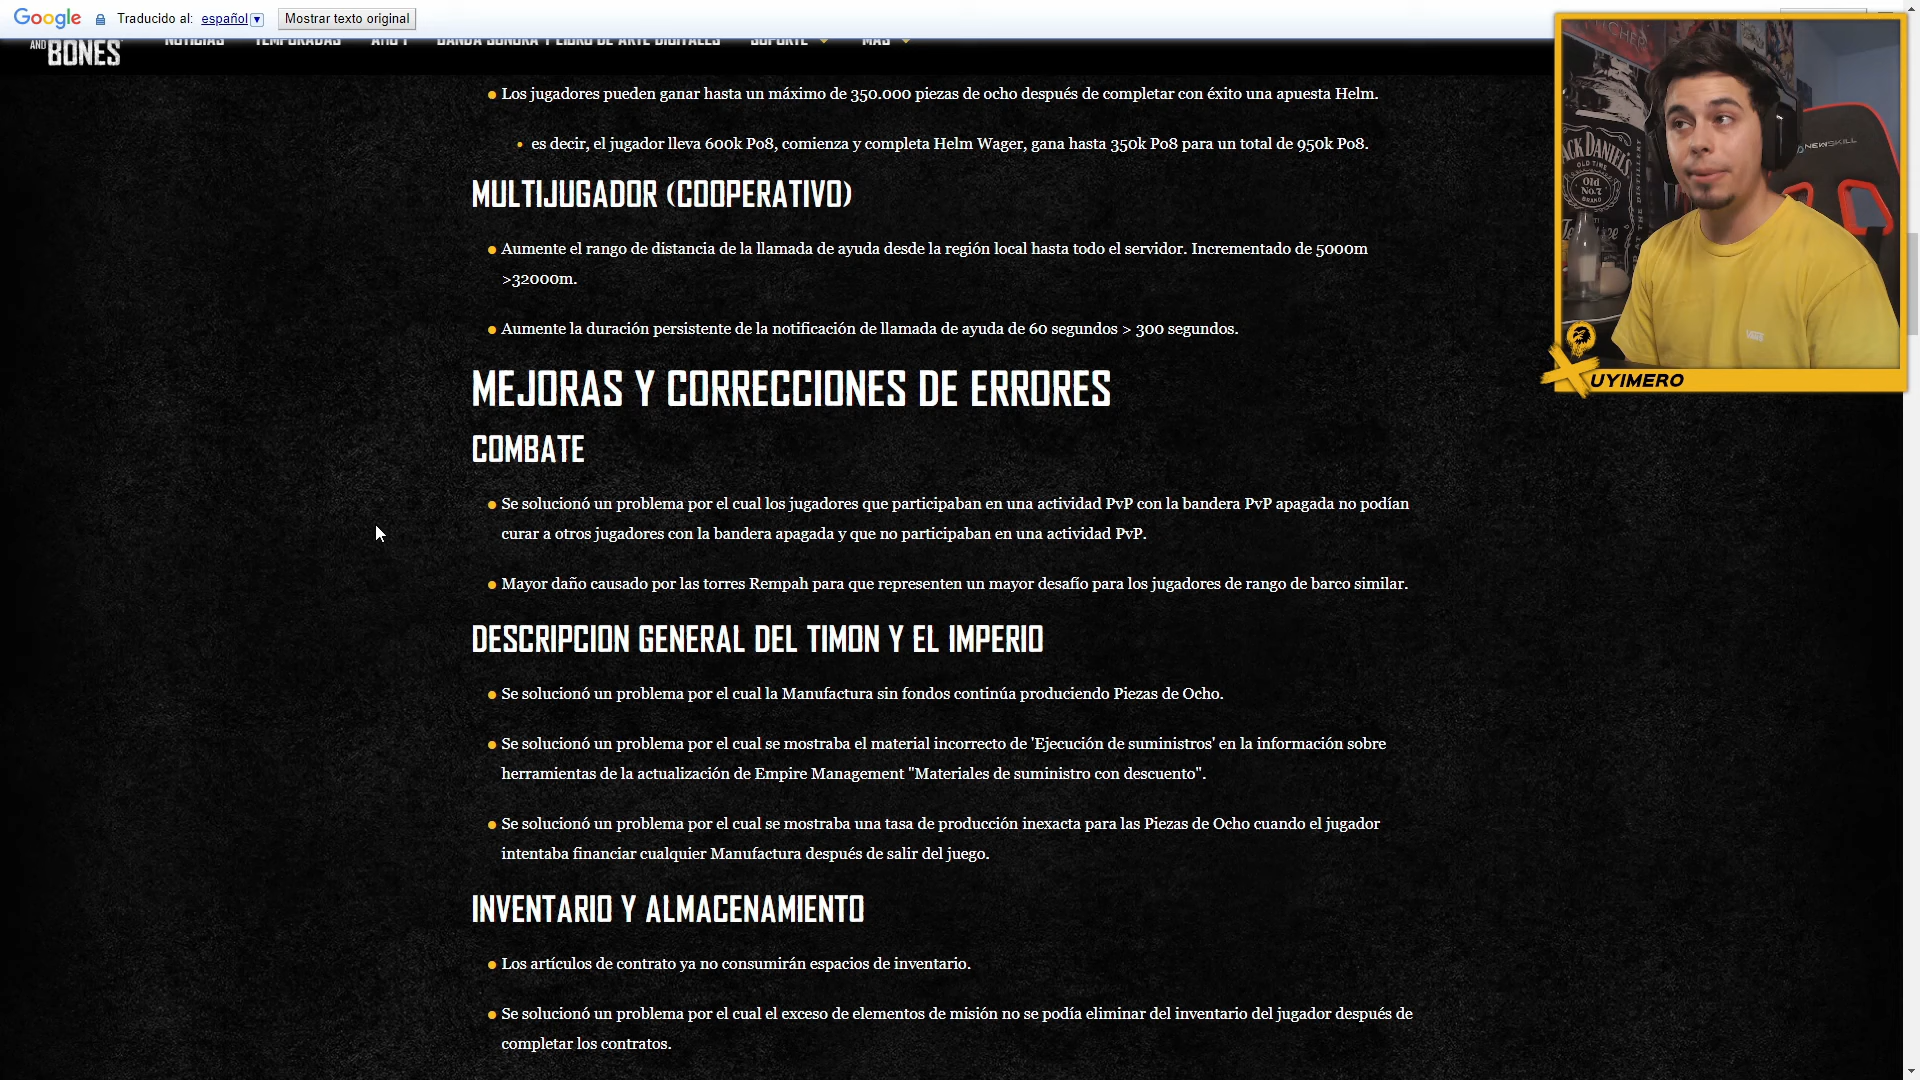 Google Traducido al: español Mostrar texto original
AND BONES NOTICIAS TEMPORADAS AÑO 1 BANDA SONORA Y LIBRO DE ARTE DIGITALES SOPORTE MÁS
Los jugadores pueden ganar hasta un máximo de 350.000 piezas de ocho después de completar con éxito una apuesta Helm.
es decir, el jugador lleva 600k Po8, comienza y completa Helm Wager, gana hasta 350k Po8 para un total de 950k Po8.
MULTIJUGADOR (COOPERATIVO)
Aumente el rango de distancia de la llamada de ayuda desde la región local hasta todo el servidor. Incrementado de 5000m
>32000m.
Aumente la duración persistente de la notificación de llamada de ayuda de 60 segundos > 300 segundos.
MEJORAS Y CORRECCIONES DE ERRORES
COMBATE
Se solucionó un problema por el cual los jugadores que participaban en una actividad PvP con la bandera PvP apagada no podían
curar a otros jugadores con la bandera apagada y que no participaban en una actividad PvP.
Mayor daño causado por las torres Rempah para que representen un mayor desafío para los jugadores de rango de barco similar.
DESCRIPCION GENERAL DEL TIMON Y EL IMPERIO
Se solucionó un problema por el cual la Manufactura sin fondos continúa produciendo Piezas de Ocho.
Se solucionó un problema por el cual se mostraba el material incorrecto de 'Ejecución de suministros' en la información sobre
herramientas de la actualización de Empire Management "Materiales de suministro con descuento".
Se solucionó un problema por el cual se mostraba una tasa de producción inexacta para las Piezas de Ocho cuando el jugador
intentaba financiar cualquier Manufactura después de salir del juego.
INVENTARIO Y ALMACENAMIENTO
Los artículos de contrato ya no consumirán espacios de inventario.
Se solucionó un problema por el cual el exceso de elementos de misión no se podía eliminar del inventario del jugador después de
completar los contratos.
JACK DANIEL'S
OLD TIME
Old
No.7
BRAND
NEWSKILL
VANS
XUYIMERO